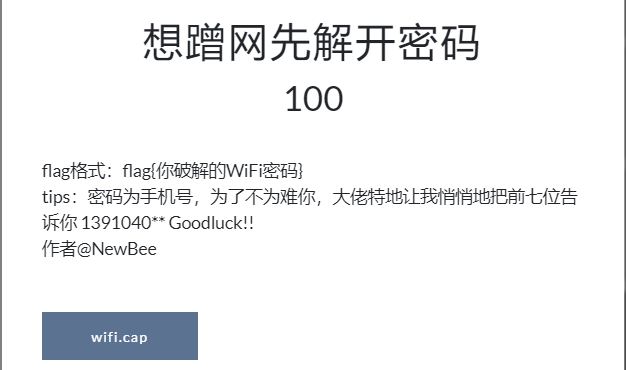 想蹭网先解开密码
100
flag格式：flag{你破解的WiFi密码}
tips：密码为手机号，为了不为难你，大佬特地让我悄悄地把前七位告
诉你 1391040** Goodluck!!
作者@NewBee
wifi.cap